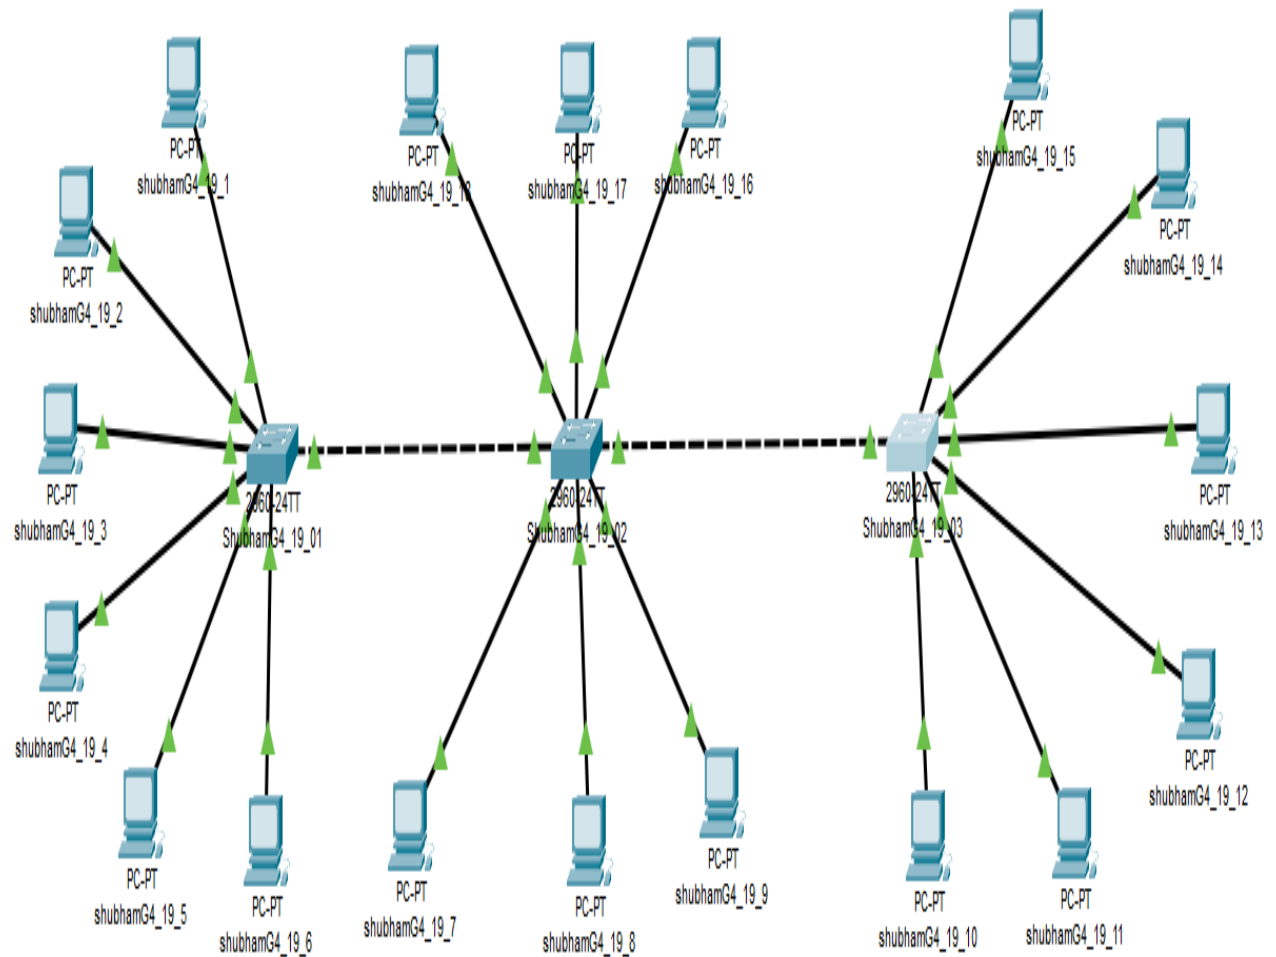 PC-PT
shubhamG4_19_1
PC-PT
PC-PT
shubhamG4_19_17
PC-PT
shubhamG4_19_16
PC-PT
shubhamG4_19_15
PC-PT
shubhamG4_19_14
PC-PT
shubhamG4_19_2
PC-PT
shubhamG4_19_3
2960-24TT
ShubhamG4_19_01
2960-24TT
ShubhamG4_19_02
2960-24TT
ShubhamG4_19_03
PC-PT
shubhamG4_19_13
PC-PT
shubhamG4_19_4
PC-PT
shubhamG4_19_12
PC-PT
shubhamG4_19_5
PC-PT
shubhamG4_19_6
PC-PT
shubhamG4_19_7
PC-PT
shubhamG4_19_8
PC-PT
shubhamG4_19_9
PC-PT
shubhamG4_19_10
PC-PT
shubhamG4_19_11